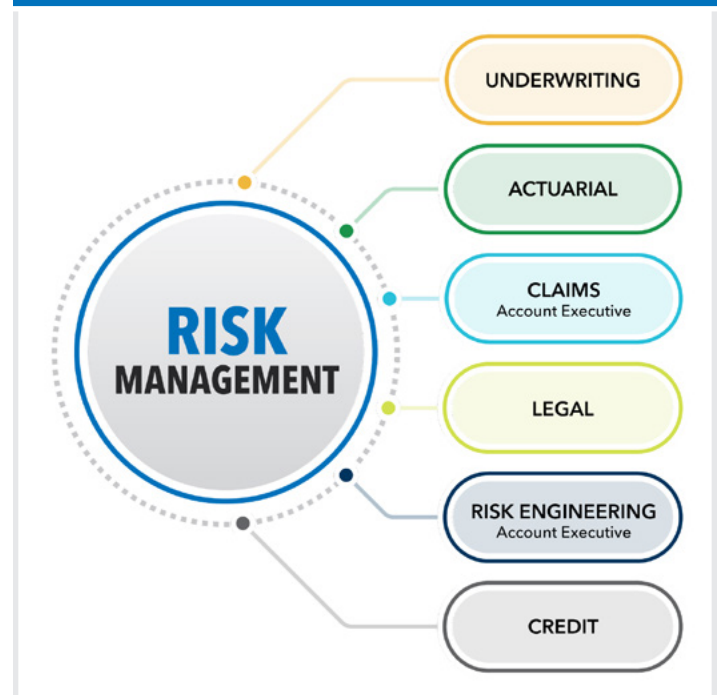 RISK
MANAGEMENT
UNDERWRITING
ACTUARIAL
CLAIMS
Account Executive
LEGAL
RISK ENGINEERING
Account Executive
CREDIT